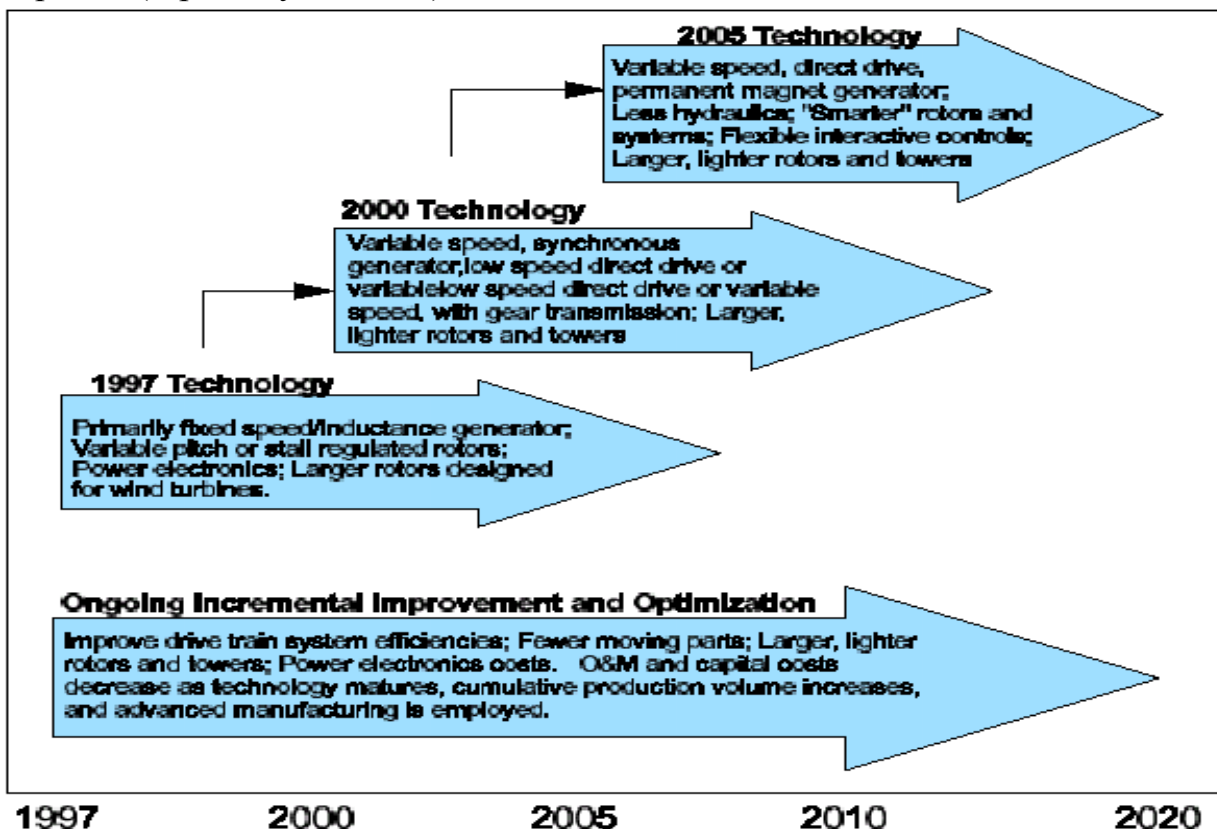 2005 Technology
Variable speed, direct drive,
permanent magnet generator;
Less hydraulics; "Smarter" rotors and
systems; Flexible interactive controls;
Larger, lighter rotors and towers
2000 Technology
Variable speed, synchronous
generator,low speed direct drive or
variablelow speed direct drive or variable
speed, with gear transmission; Larger,
lighter rotors and towers
1997 Technology
Primarily fixed speed/inductance generator;
Variable pitch or stall regulated rotors;
Power electronics; Larger rotors designed
for wind turbines.
Ongoing Incremental Improvement and Optimization
Improve drive train system efficiencies; Fewer moving parts; Larger, lighter
rotors and towers; Power electronics costs. O&M and capital costs
decrease as technology matures, cumulative production volume increases,
and advanced manufacturing is employed.
1997 2000 2005 2010 2020